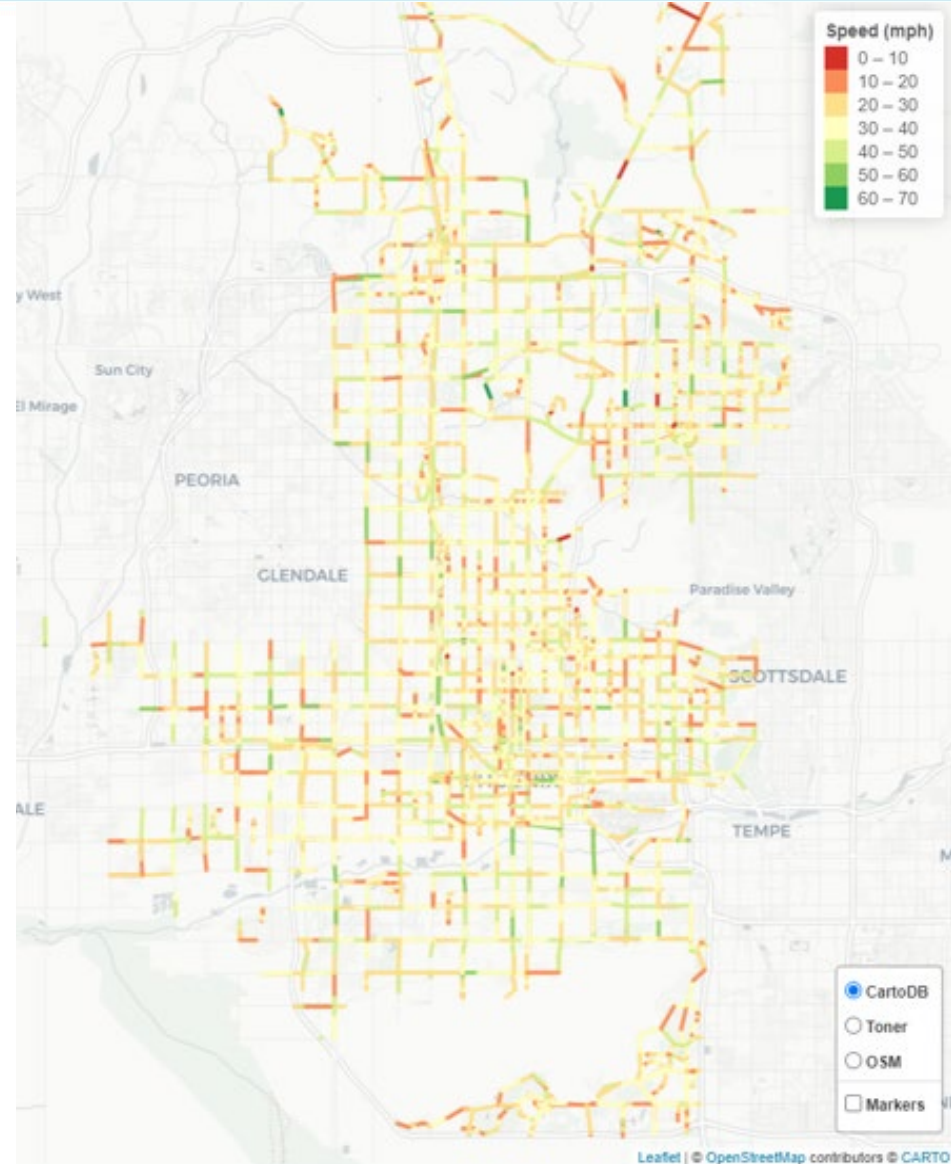 Speed (mph)
0 – 10
10 – 20
20 – 30
30 – 40
40 – 50
50 – 60
60 – 70
y West
Sun City
El Mirage
PEORIA
GLENDALE
Paradise Valley
SCOTTSDALE
ALE
TEMPE
M
CartoDB
Toner
OSM
Markers
Leaflet | © OpenStreetMap contributors © CARTO